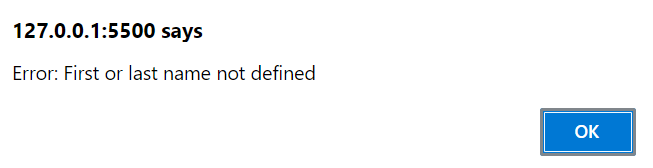 127.0.0.1:5500 says
Error: First or last name not defined
OK